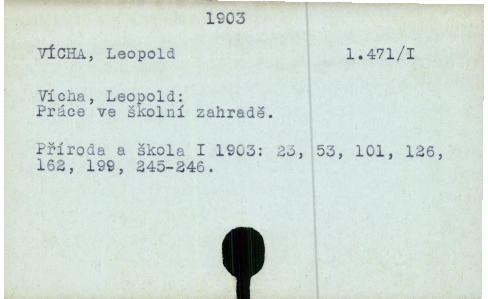 1903
VÍCHA, Leopold 1.471/I
Vícha, Leopold:
Práce ve školní zahradě.
Příroda a škola I 1903: 23, 53, 101, 126,
162, 199, 245-246.